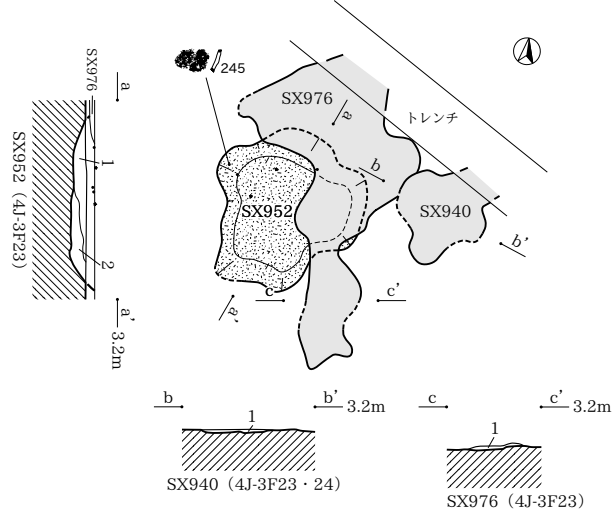 245
SX976
トレンチ
a
b
SX952
SX940
b'
c
c'
a'
SX976
a
1
2
a'
3.2m
SX952（4J-3F23）
b
1
b'
3.2m
SX940（4J-3F23・24）
c
1
c'
3.2m
SX976（4J-3F23）